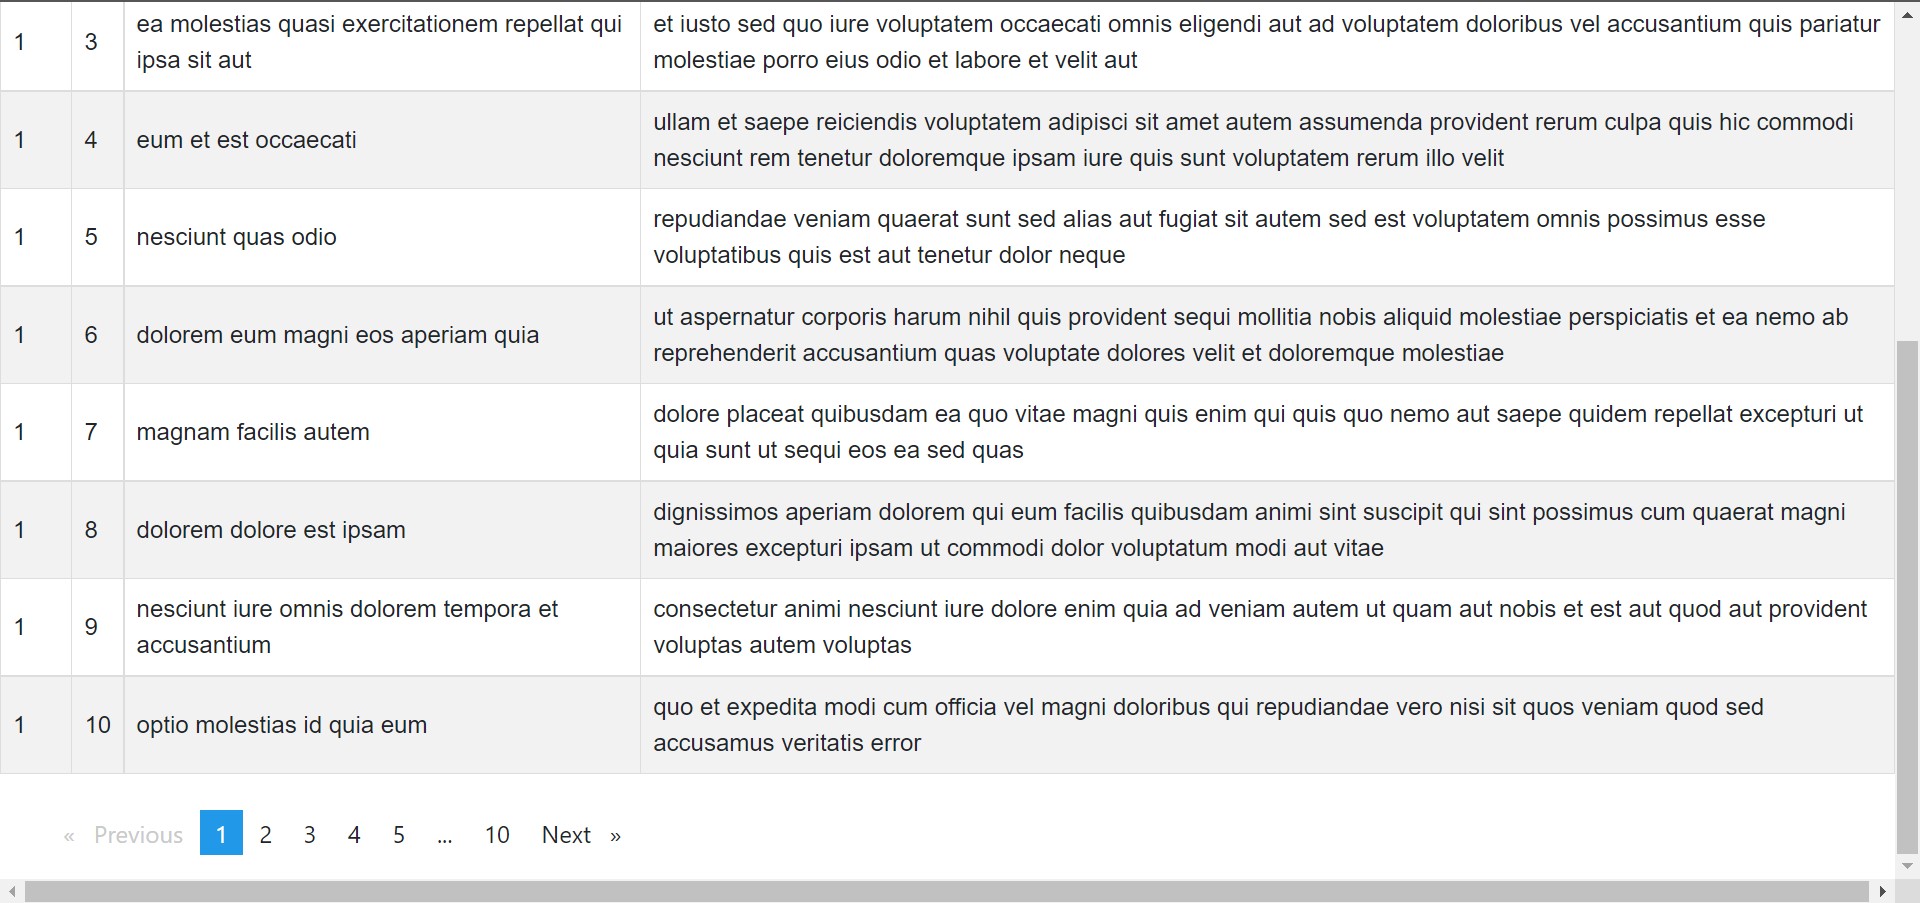 1 3 ea molestias quasi exercitationem repellat qui et iusto sed quo iure voluptatem occaecati omnis eligendi aut ad voluptatem doloribus vel accusantium quis pariatur
ipsa sit aut molestiae porro eius odio et labore et velit aut
1 4 eum et est occaecati ullam et saepe reiciendis voluptatem adipisci sit amet autem assumenda provident rerum culpa quis hic commodi
nesciunt rem tenetur doloremque ipsam iure quis sunt voluptatem rerum illo velit
1 5 nesciunt quas odio repudiandae veniam quaerat sunt sed alias aut fugiat sit autem sed est voluptatem omnis possimus esse
voluptatibus quis est aut tenetur dolor neque
1 6 dolorem eum magni eos aperiam quia ut aspernatur corporis harum nihil quis provident sequi mollitia nobis aliquid molestiae perspiciatis et ea nemo ab
reprehenderit accusantium quas voluptate dolores velit et doloremque molestiae
1 7 magnam facilis autem dolore placeat quibusdam ea quo vitae magni quis enim qui quis quo nemo aut saepe quidem repellat excepturi ut
quia sunt ut sequi eos ea sed quas
1 8 dolorem dolore est ipsam dignissimos aperiam dolorem qui eum facilis quibusdam animi sint suscipit qui sint possimus cum quaerat magni
maiores excepturi ipsam ut commodi dolor voluptatum modi aut vitae
1 9 nesciunt iure omnis dolorem tempora et consectetur animi nesciunt iure dolore enim quia ad veniam autem ut quam aut nobis et est aut quod aut provident
accusantium voluptas autem voluptas
1 10 optio molestias id quia eum quo et expedita modi cum officia vel magni doloribus qui repudiandae vero nisi sit quos veniam quod sed
accusamus veritatis error
« Previous 1 2 3 4 5 ... 10 Next »